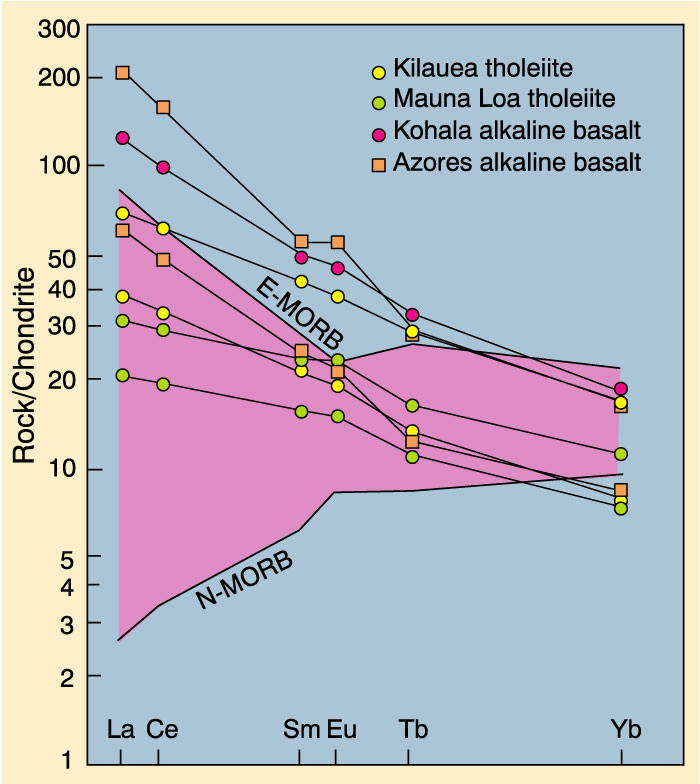 300
200
100
50
40
30
20
10
5
4
3
2
1
Rock/Chondrite
Kilauea tholeiite
Mauna Loa tholeiite
Kohala alkaline basalt
Azores alkaline basalt
E-MORB
N-MORB
La Ce Sm Eu Tb Yb